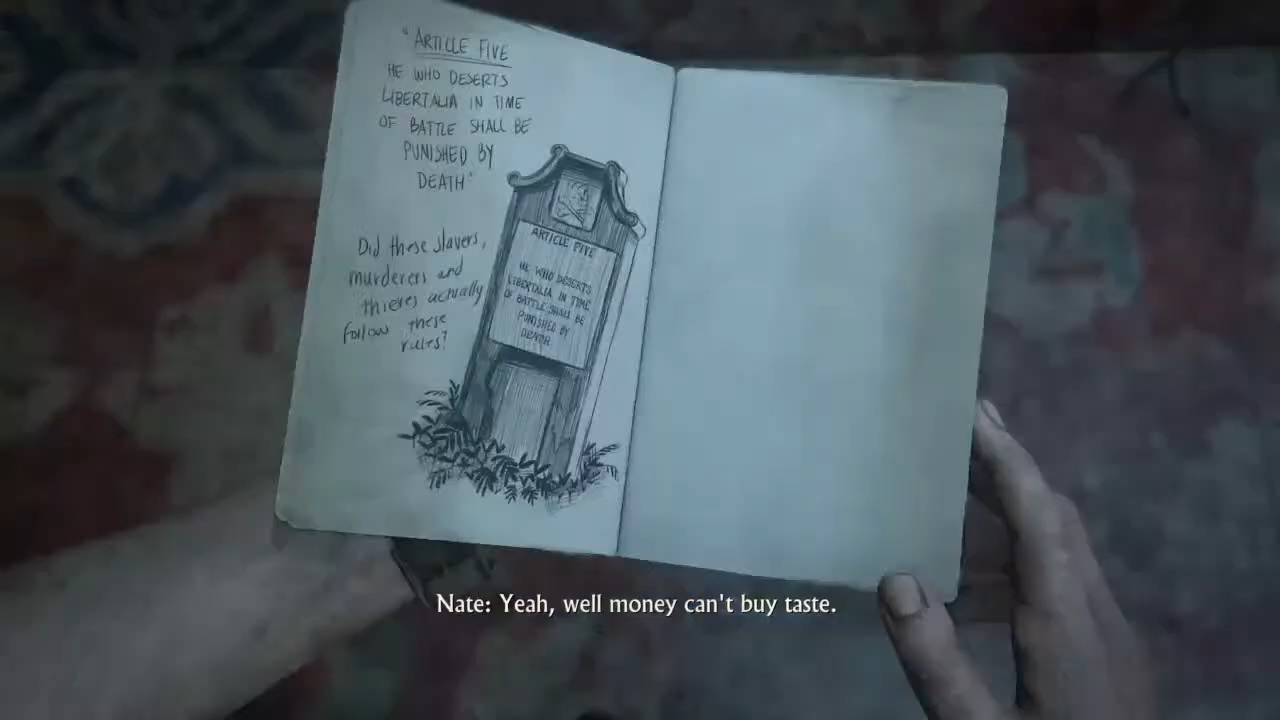 "ARTICLE FIVE
HE WHO DESERTS
LIBERTALIA IN TIME
OF BATTLE SHALL BE
PUNISHED BY
DEATH"
Did these slavers,
murderers and
thieves actually
follow these
rules?
ARTICLE FIVE
HE WHO DESERTS
LIBERTALIA IN TIME
OF BATTLE SHALL BE
PUNISHED BY
DEATH
Nate: Yeah, well money can't buy taste.